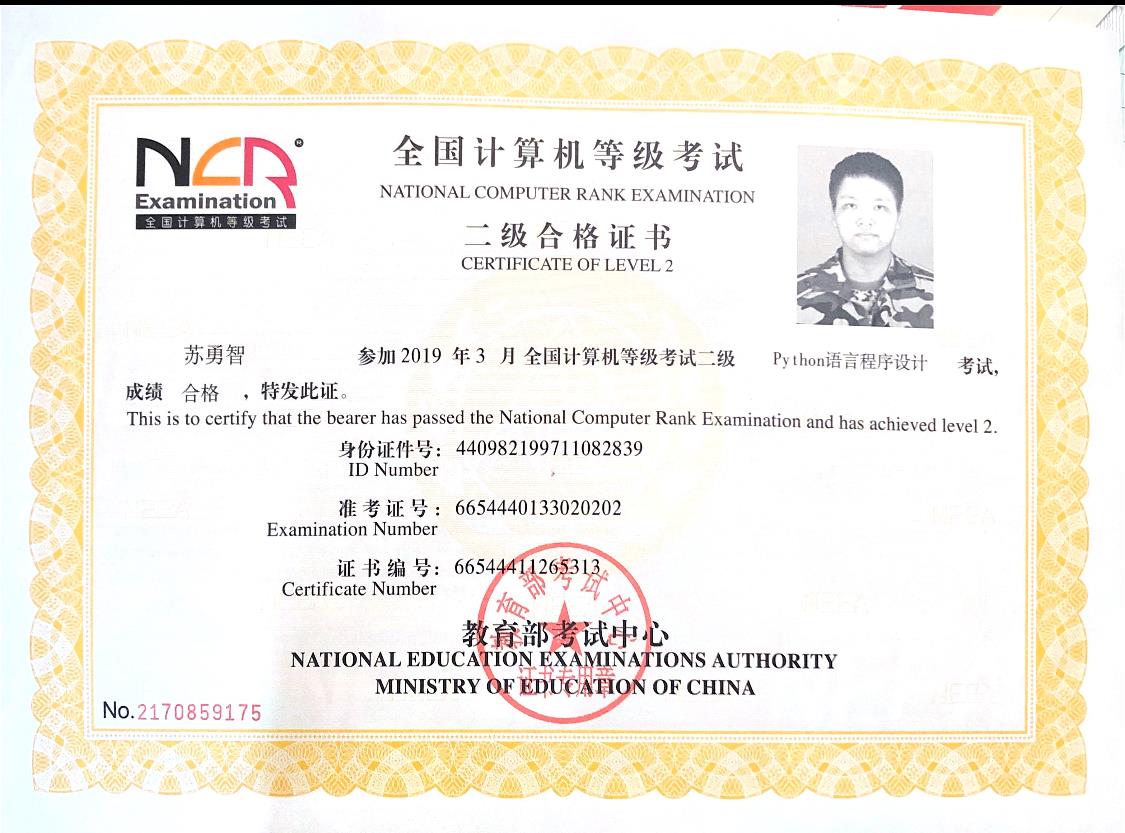 NCR®
Examination
全国计算机等级考试
全国计算机等级考试
NATIONAL COMPUTER RANK EXAMINATION
二级合格证书
CERTIFICATE OF LEVEL 2
苏勇智 参加 2019 年 3 月 全国计算机等级考试二级 Python语言程序设计 考试,
成绩 合格 ，特发此证。
This is to certify that the bearer has passed the National Computer Rank Examination and has achieved level 2.
身份证件号：440982199711082839
ID Number
准考证号：6654440133020202
Examination Number
证书编号：66544411265313
Certificate Number
教育部考试中心
教育部考试中心
NATIONAL EDUCATION EXAMINATIONS AUTHORITY
证书专用章
MINISTRY OF EDUCATION OF CHINA
No.2170859175